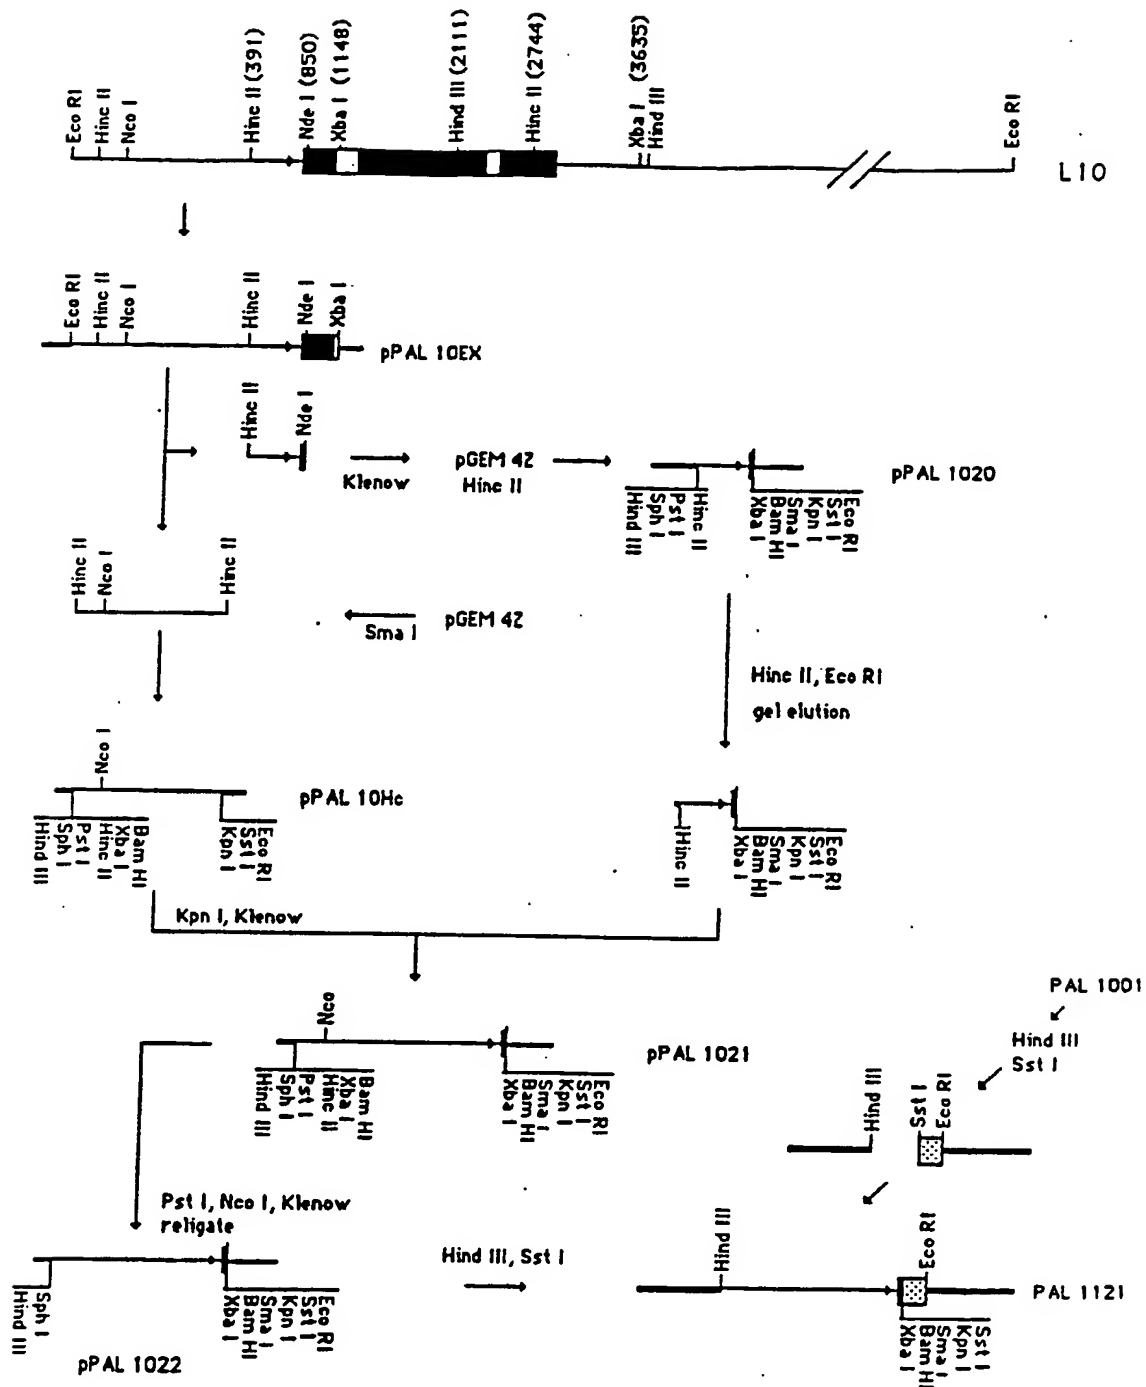 Eco RI
Hinc II
Nco I
Hinc II (391)
Nde I (850)
Xba I (1148)
Hind III (2111)
Hinc II (2744)
Xba I (3635)
Hind III
Eco RI
L10
Eco RI
Hinc II
Nco I
Hinc II
Nde I
Xba I
pPAL 10EX
Hinc II
Nde I
Klenow
pGEM 4Z
Hinc II
Hind III
Sph I
Pst I
Hinc II
Xba I
Bam HI
Sma I
Kpn I
Sst I
Eco RI
pPAL 1020
Hinc II
Nco I
Hinc II
Sma I
pGEM 4Z
Hinc II, Eco RI
gel elution
Nco I
pPAL 10Hc
Hind III
Sph I
Pst I
Hinc II
Xba I
Bam HI
Kpn I
Sst I
Eco RI
Hinc II
Xba I
Bam HI
Sma I
Kpn I
Sst I
Eco RI
Kpn I, Klenow
Nco
pPAL 1021
Hind III
Sph I
Pst I
Hinc II
Xba I
Bam HI
Xba I
Bam HI
Sma I
Kpn I
Sst I
Eco RI
PAL 1001
Hind III
Sst I
Hind III
Sst I
Eco RI
Pst I, Nco I, Klenow
religate
Hind III
Sph I
Xba I
Bam HI
Sma I
Kpn I
Sst I
Eco RI
pPAL 1022
Hind III, Sst I
Hind III
Eco RI
PAL 1121
Xba I
Bam HI
Sma I
Kpn I
Sst I